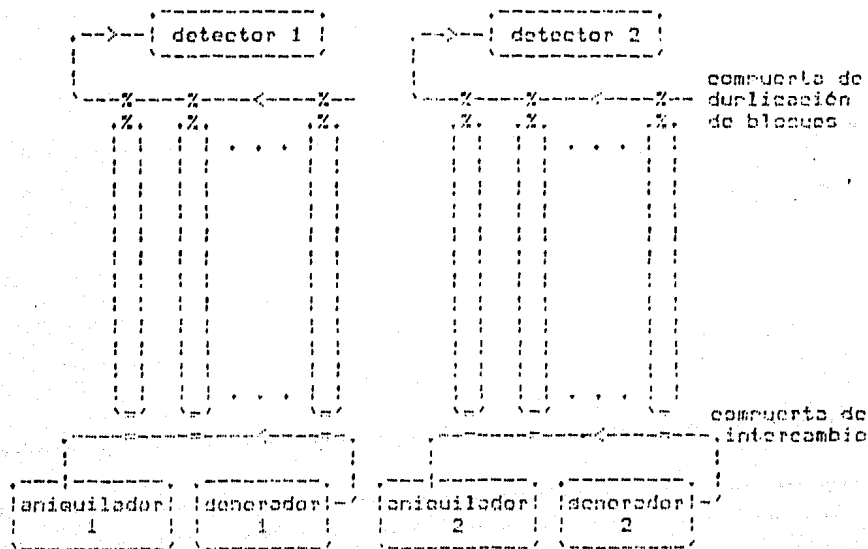 detector 1
detector 2
compuerta de
duplicación
de bloques
compuerta de
intercambio
aniquilador
1
generador
1
aniquilador
2
generador
2